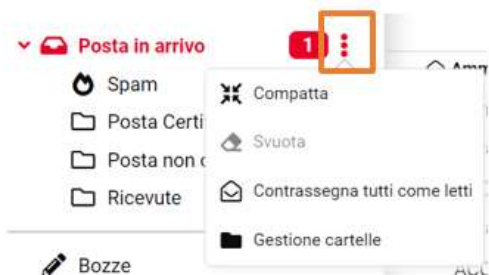 Posta in arrivo 1
Spam
Compatta
Posta Certi
Svuota
Posta non
Contrassegna tutti come letti
Ricevute
Gestione cartelle
Bozze